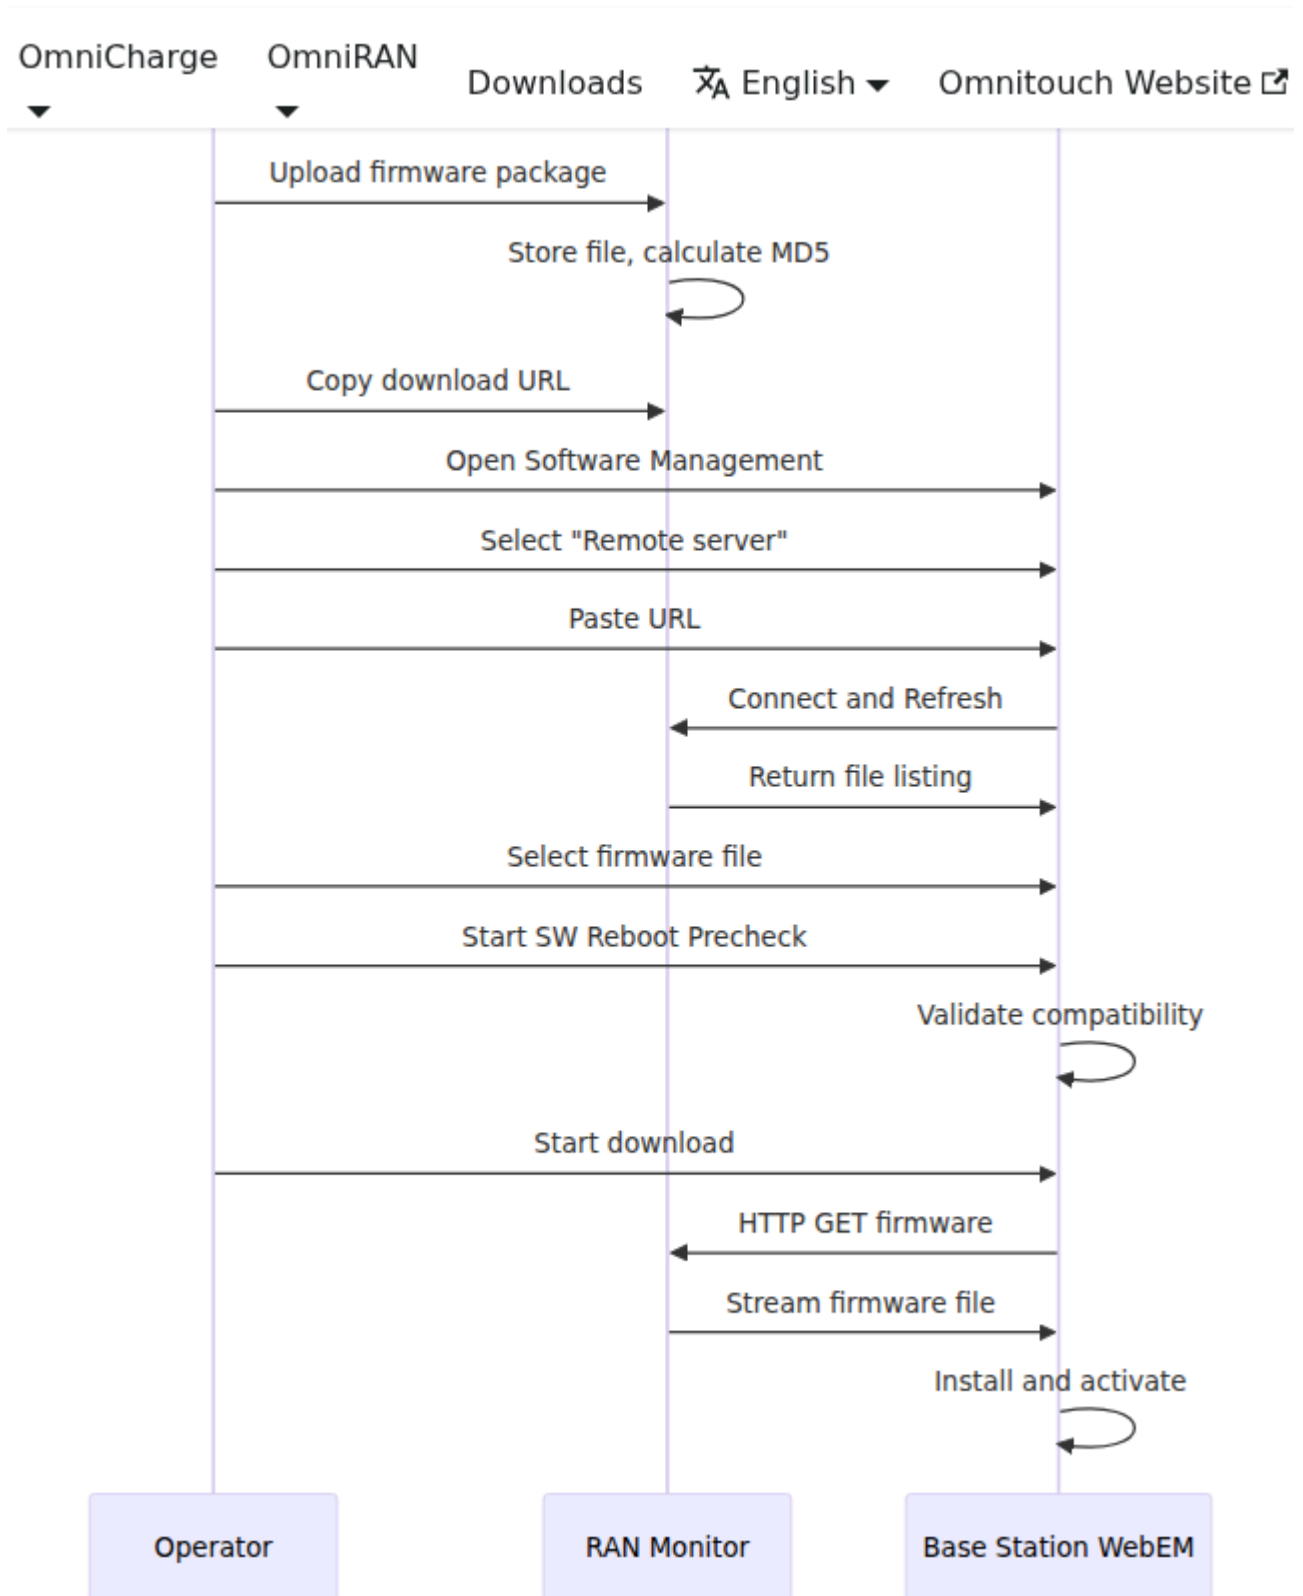 OmniCharge
OmniRAN
Downloads
English
Omnitouch Website
Upload firmware package
Store file, calculate MD5
Copy download URL
Open Software Management
Select "Remote server"
Paste URL
Connect and Refresh
Return file listing
Select firmware file
Start SW Reboot Precheck
Validate compatibility
Start download
HTTP GET firmware
Stream firmware file
Install and activate
Operator
RAN Monitor
Base Station WebEM